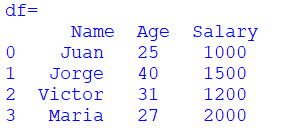 df=
Name Age Salary
0 Juan 25 1000
1 Jorge 40 1500
2 Victor 31 1200
3 Maria 27 2000